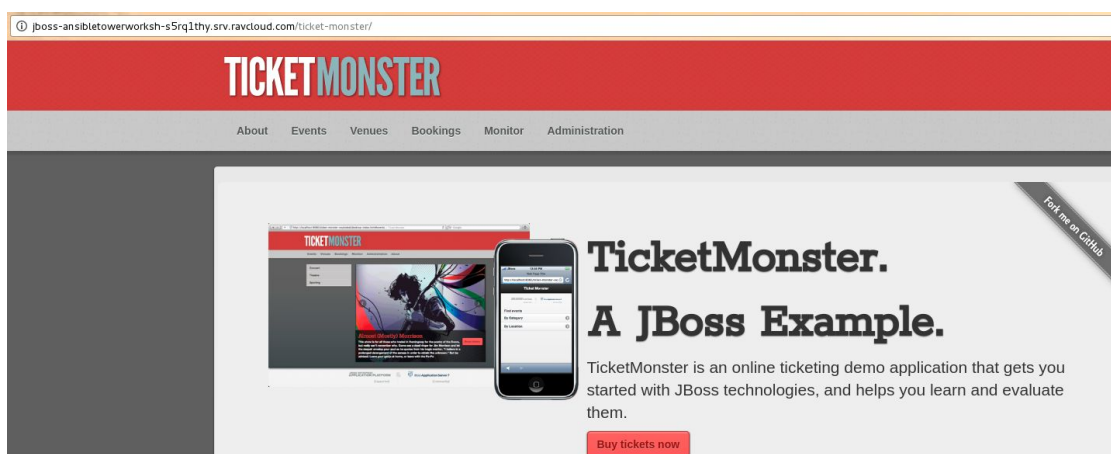 jboss-ansibletowerworksh-s5rq1thy.srv.ravcloud.com/ticket-monster/
TICKETMONSTER
About Events Venues Bookings Monitor Administration
Fork me on GitHub
TICKETMONSTER
TicketMonster.
A JBoss Example.
TicketMonster is an online ticketing demo application that gets you
started with JBoss technologies, and helps you learn and evaluate
them.
Buy tickets now